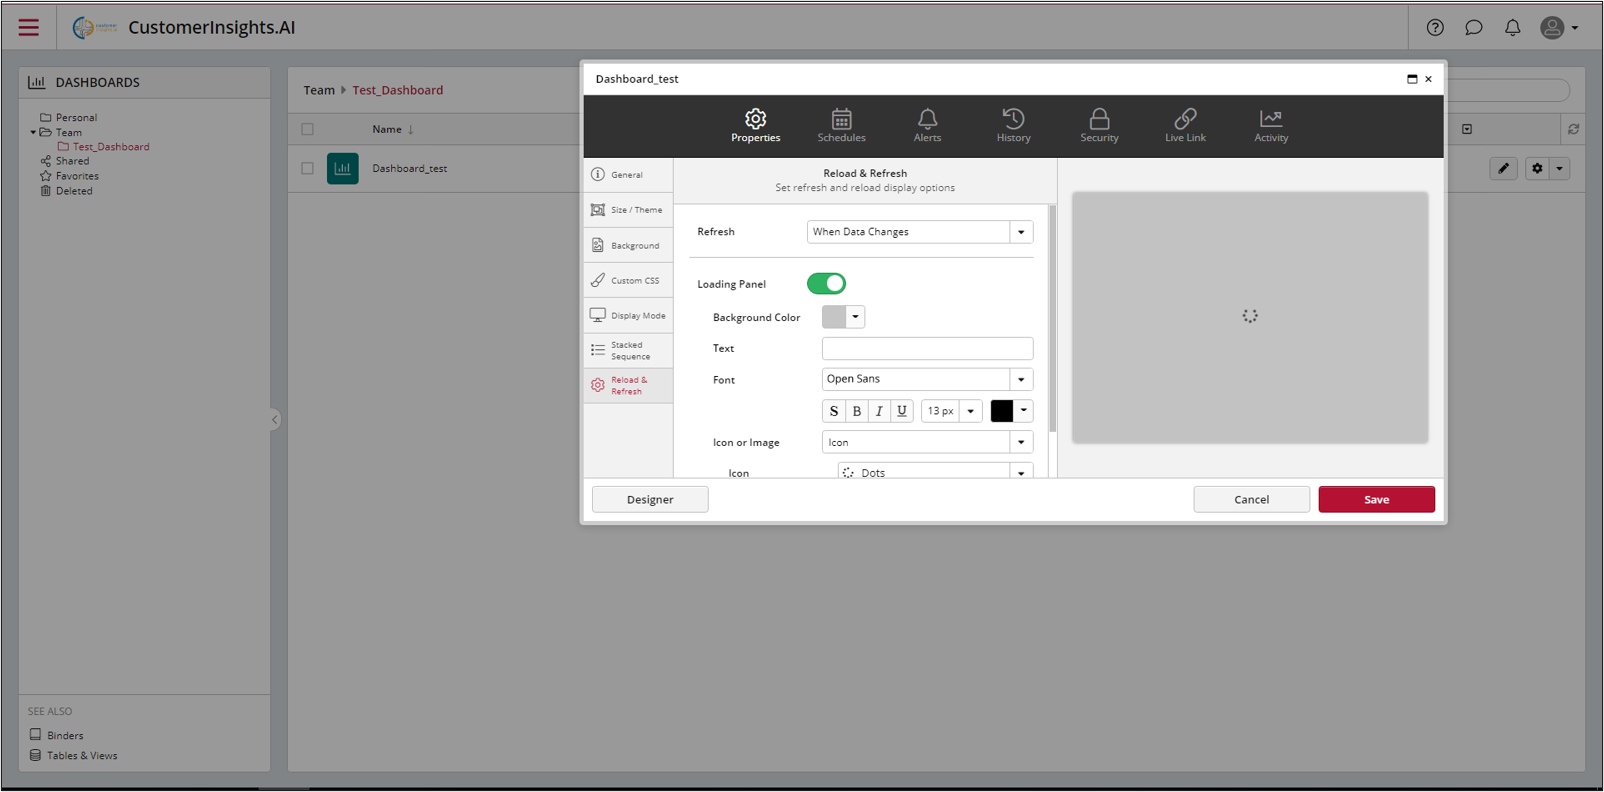 CustomerInsights.AI
DASHBOARDS
Personal
Team
Test_Dashboard
Shared
Favorites
Deleted
SEE ALSO
Binders
Tables & Views
Team Test_Dashboard
Name
Dashboard_test
Dashboard_test
Properties
Schedules
Alerts
History
Security
Live Link
Activity
General
Size / Theme
Background
Custom CSS
Display Mode
Stacked
Sequence
Reload &
Refresh
Reload & Refresh
Set refresh and reload display options
Refresh
When Data Changes
Loading Panel
Background Color
Text
Font
Open Sans
S B I U 13 px
Icon or Image
Icon
Icon
Dots
Designer
Cancel
Save